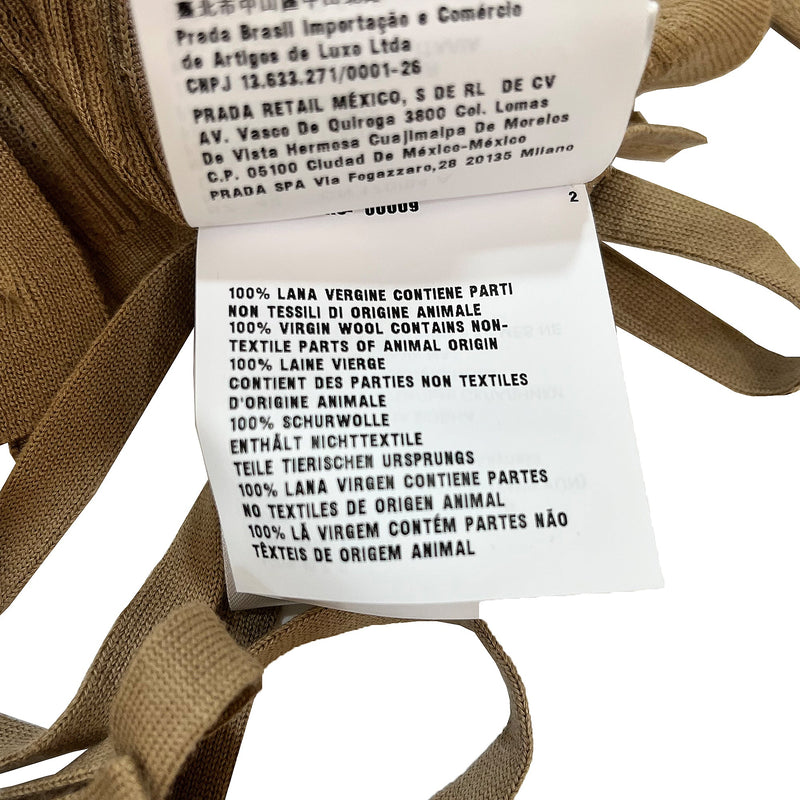 Prada Brasil Importação e Comércio
de Artigos de Luxo Ltda
CNPJ 13.633.271/0001-26
PRADA RETAIL MÉXICO, S DE RL DE CV
AV. Vasco De Quiroga 3800 Col. Lomas
De Vista Hermosa Cuajimalpa De Morelos
C.P. 05100 Ciudad De México-México
PRADA SPA Via Fogazzaro,28 20135 Milano
00009 2
100% LANA VERGINE CONTIENE PARTI
NON TESSILI DI ORIGINE ANIMALE
100% VIRGIN WOOL CONTAINS NON-
TEXTILE PARTS OF ANIMAL ORIGIN
100% LAINE VIERGE
CONTIENT DES PARTIES NON TEXTILES
D'ORIGINE ANIMALE
100% SCHURWOLLE
ENTHÄLT NICHTTEXTILE
TEILE TIERISCHEN URSPRUNGS
100% LANA VIRGEN CONTIENE PARTES
NO TEXTILES DE ORIGEN ANIMAL
100% LÃ VIRGEM CONTÉM PARTES NÃO
TÊXTEIS DE ORIGEM ANIMAL